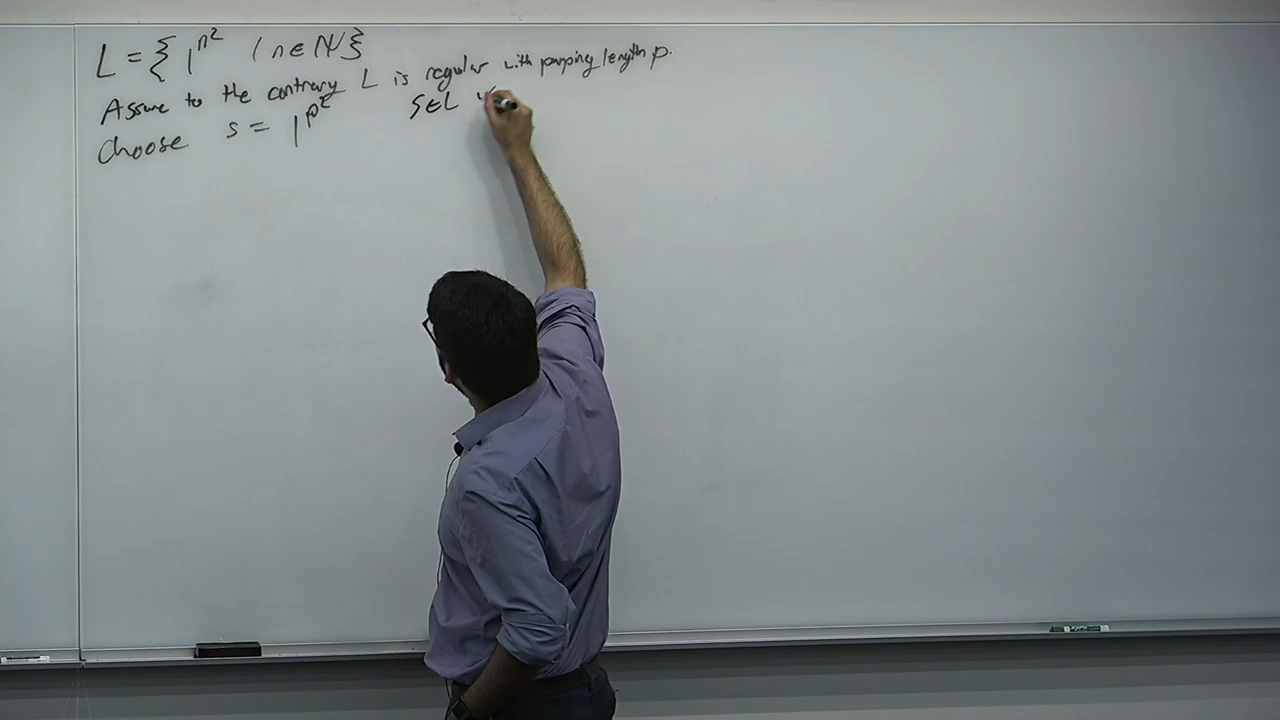 L = { 1^{n^2} | n ∈ ℕ }
Assume to the contrary L is regular with pumping length p.
Choose s = 1^{p^2} s ∈ L